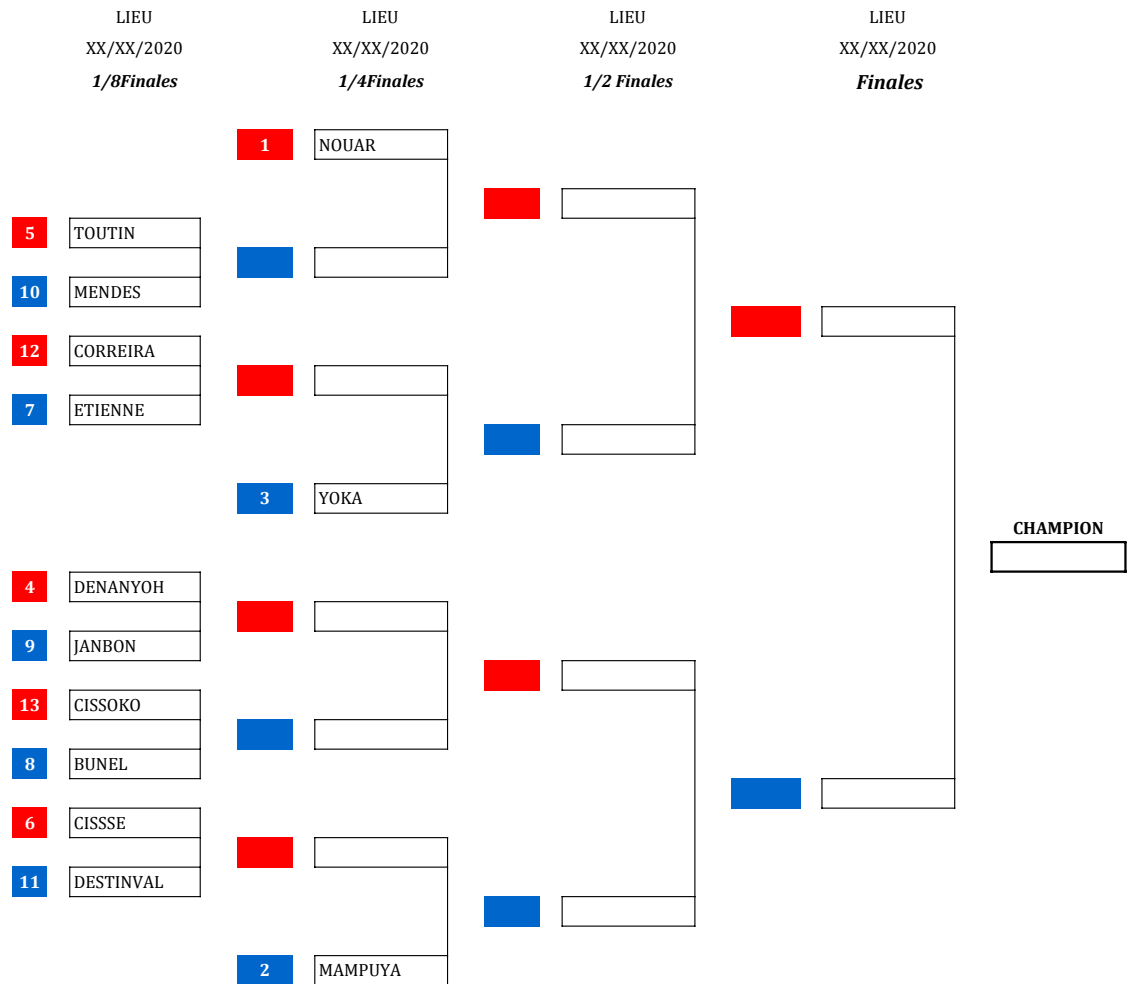 LIEU LIEU LIEU LIEU
XX/XX/2020 XX/XX/2020 XX/XX/2020 XX/XX/2020
1/8Finales 1/4Finales 1/2 Finales Finales
1 NOUAR
5 TOUTIN
10 MENDES
12 CORREIRA
7 ETIENNE
3 YOKA
CHAMPION
4 DENANYOH
9 JANBON
13 CISSOKO
8 BUNEL
6 CISSSE
11 DESTINVAL
2 MAMPUYA